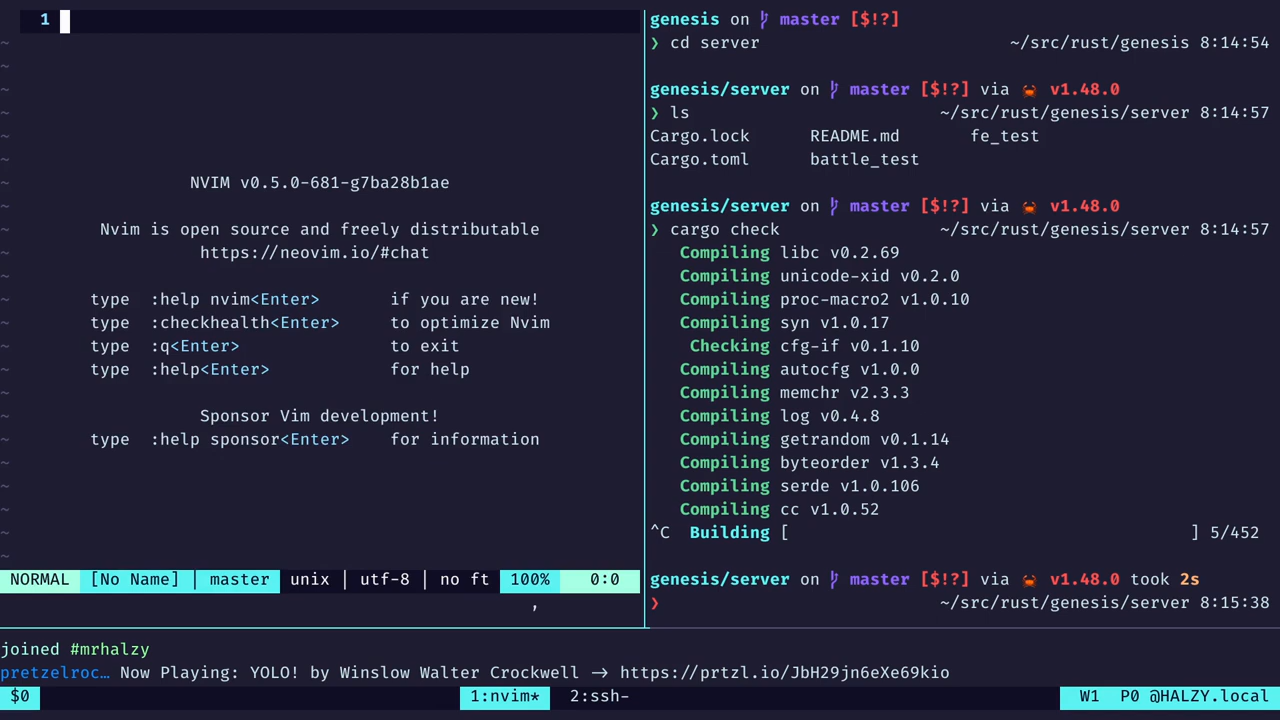 1
NVIM v0.5.0-681-g7ba28b1ae
Nvim is open source and freely distributable
https://neovim.io/#chat
type :help nvim<Enter> if you are new!
type :checkhealth<Enter> to optimize Nvim
type :q<Enter> to exit
type :help<Enter> for help
Sponsor Vim development!
type :help sponsor<Enter> for information
NORMAL [No Name] | master unix | utf-8 | no ft 100% 0:0
,
genesis on master [$!?]
❯ cd server ~/src/rust/genesis 8:14:54
genesis/server on master [$!?] via 🦀 v1.48.0
❯ ls ~/src/rust/genesis/server 8:14:57
Cargo.lock README.md fe_test
Cargo.toml battle_test
genesis/server on master [$!?] via 🦀 v1.48.0
❯ cargo check ~/src/rust/genesis/server 8:14:57
Compiling libc v0.2.69
Compiling unicode-xid v0.2.0
Compiling proc-macro2 v1.0.10
Compiling syn v1.0.17
Checking cfg-if v0.1.10
Compiling autocfg v1.0.0
Compiling memchr v2.3.3
Compiling log v0.4.8
Compiling getrandom v0.1.14
Compiling byteorder v1.3.4
Compiling serde v1.0.106
Compiling cc v1.0.52
^C Building [ ] 5/452
genesis/server on master [$!?] via 🦀 v1.48.0 took 2s
❯ ~/src/rust/genesis/server 8:15:38
joined #mrhalzy
pretzelroc… Now Playing: YOLO! by Winslow Walter Crockwell -> https://prtzl.io/JbH29jn6eXe69kio
$0 1:nvim* 2:ssh- W1 P0 @HALZY.local